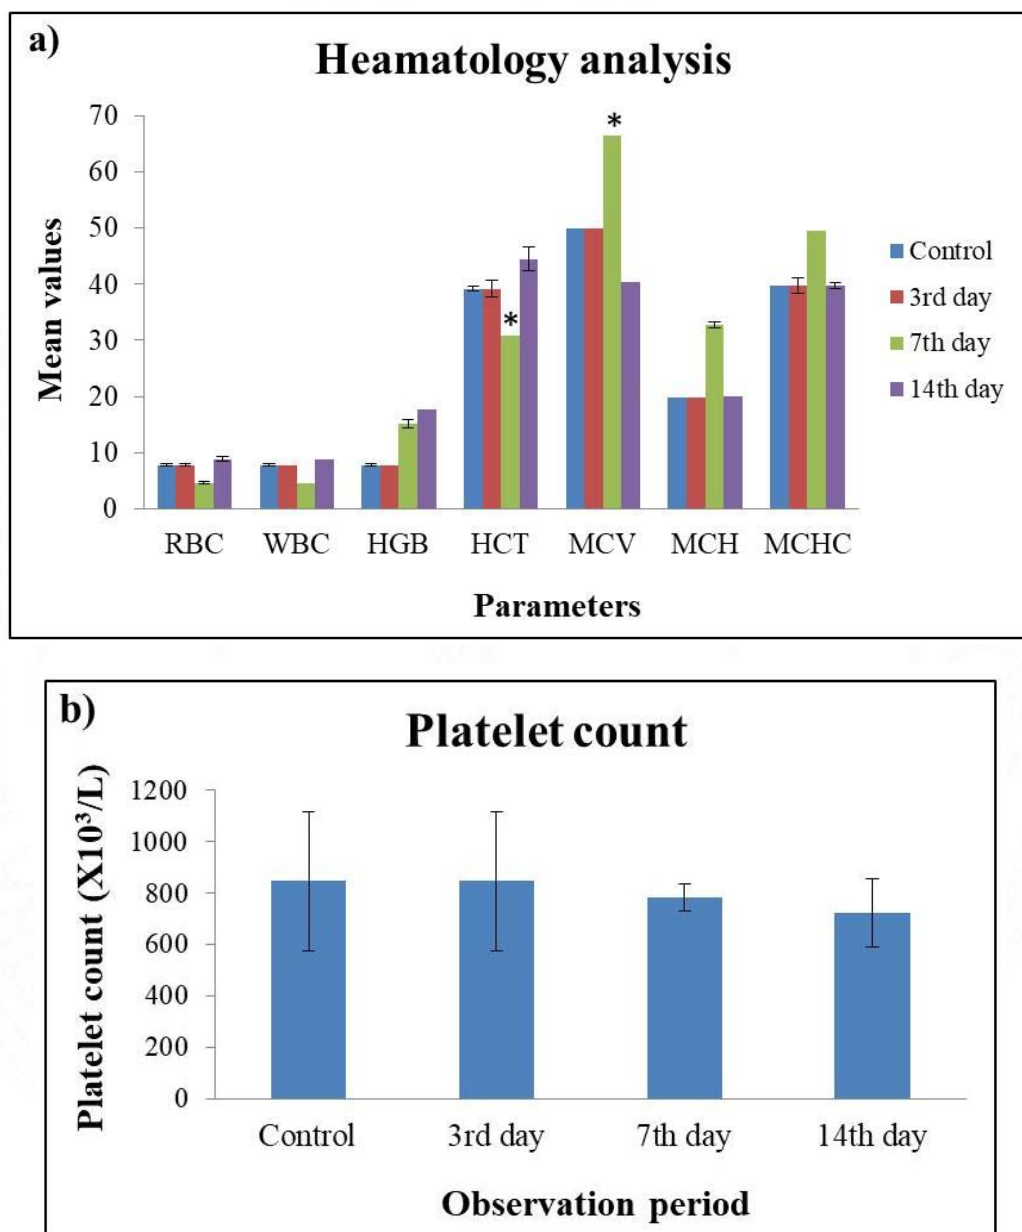 a)
Heamatology analysis
70
60
50
40
30
20
10
0
Mean values
*
*
RBC WBC HGB HCT MCV MCH MCHC
Parameters
Control
3rd day
7th day
14th day
b)
Platelet count
Platelet count (X10³/L)
1200
1000
800
600
400
200
0
Control 3rd day 7th day 14th day
Observation period